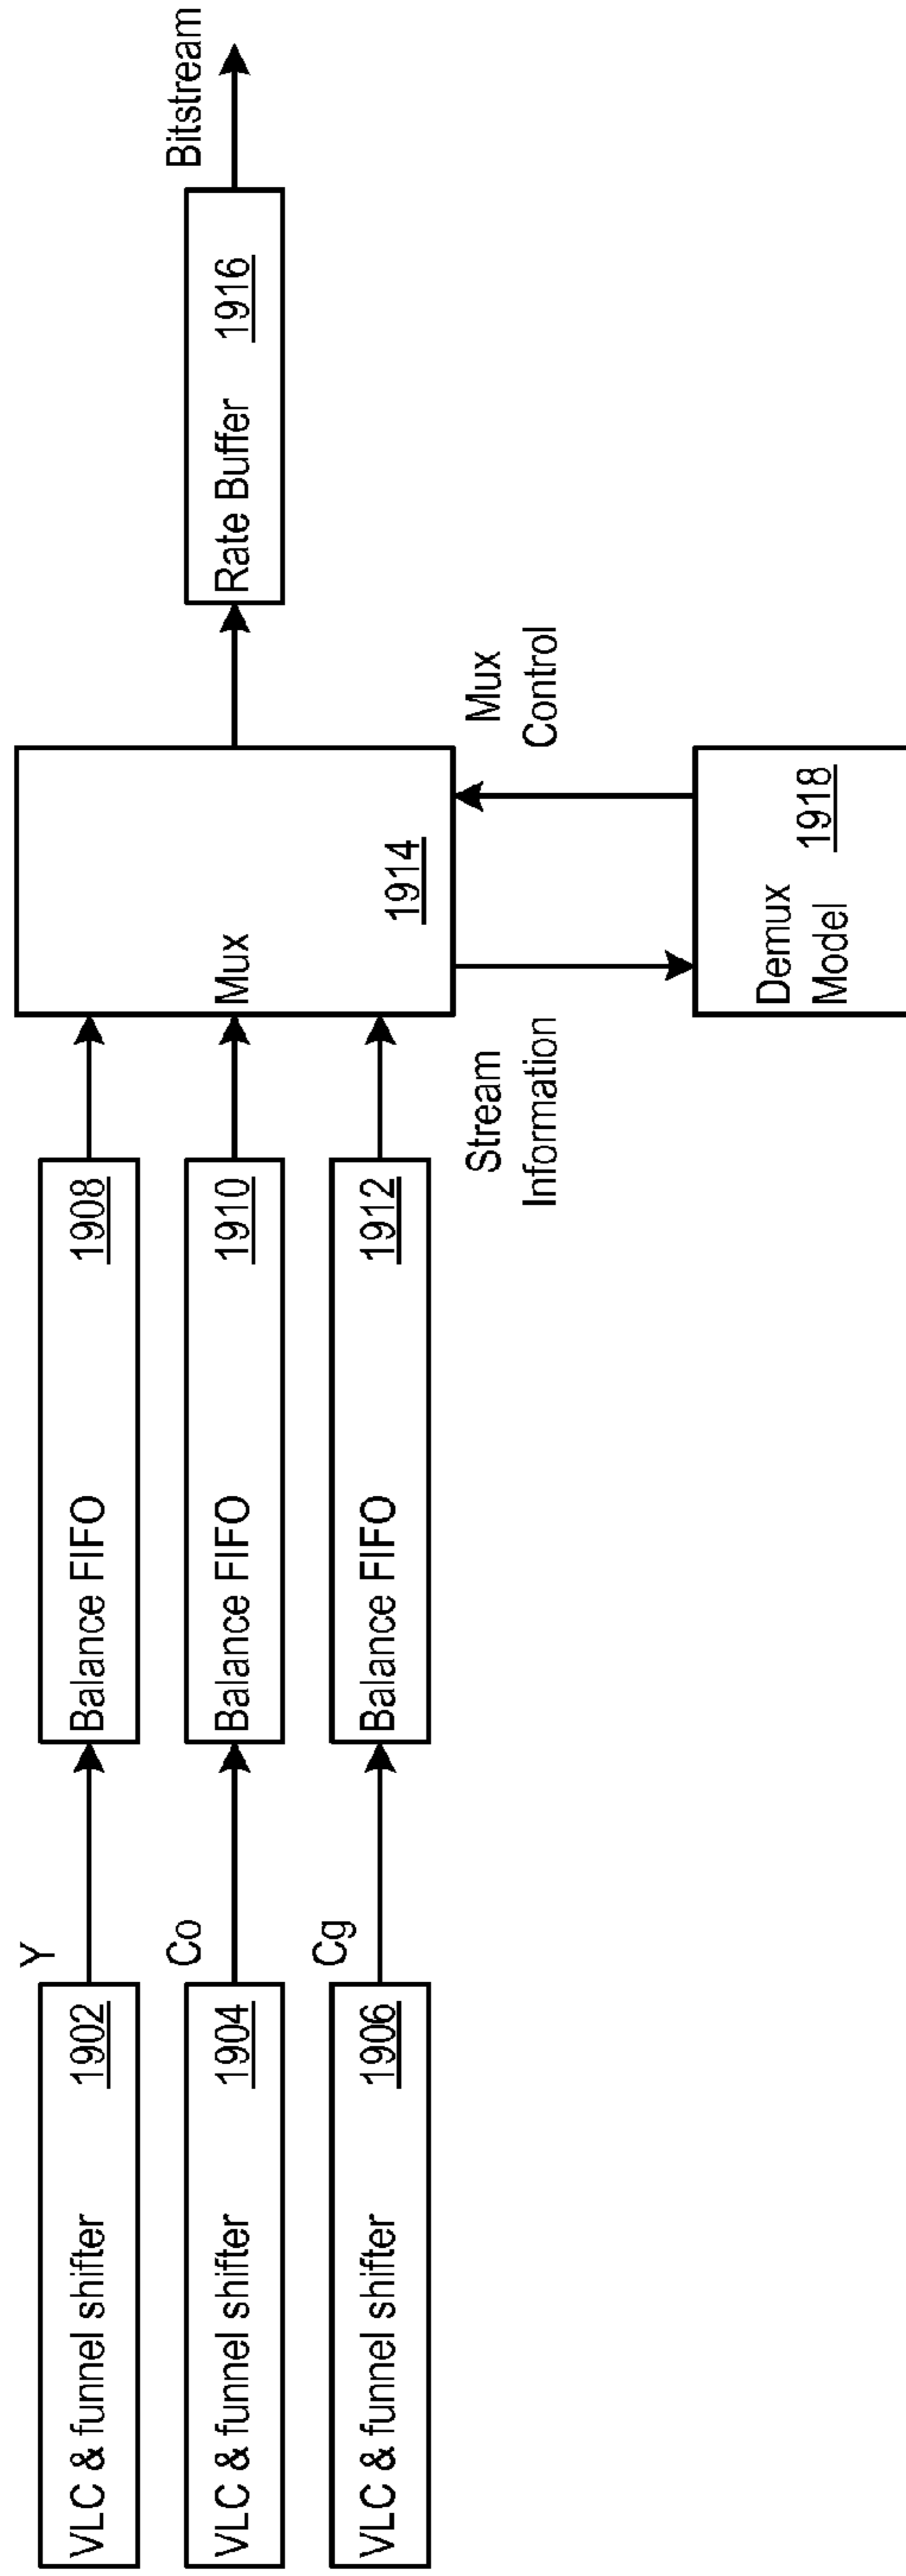 Y
VLC & funnel shifter 1902
Balance FIFO 1908
Co
VLC & funnel shifter 1904
Balance FIFO 1910
Cg
VLC & funnel shifter 1906
Balance FIFO 1912
Mux
1914
Rate Buffer 1916
Bitstream
Stream
Information
Mux
Control
Demux
Model 1918